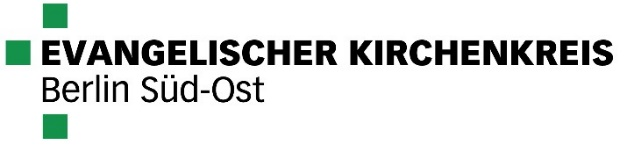 EVANGELISCHER KIRCHENKREIS
Berlin Süd-Ost